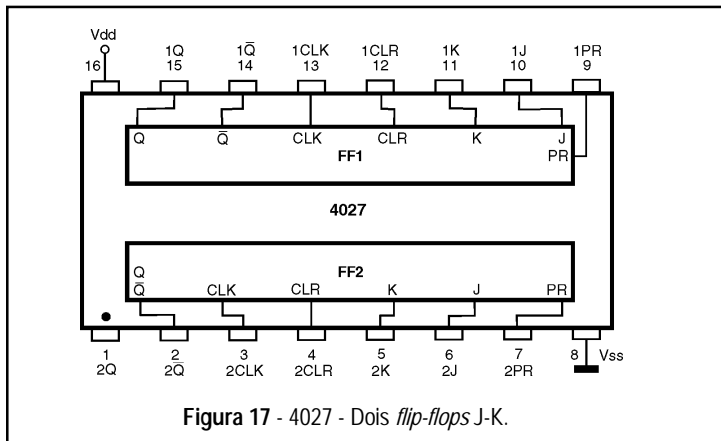 Vdd 1Q 1Q̅ 1CLK 1CLR 1K 1J 1PR
16 15 14 13 12 11 10 9
Q Q̅ CLK CLR K J
FF1 PR
4027
Q FF2
Q̅ CLK CLR K J PR
1 2 3 4 5 6 7 8 Vss
2Q 2Q̅ 2CLK 2CLR 2K 2J 2PR
Figura 17 - 4027 - Dois flip-flops J-K.